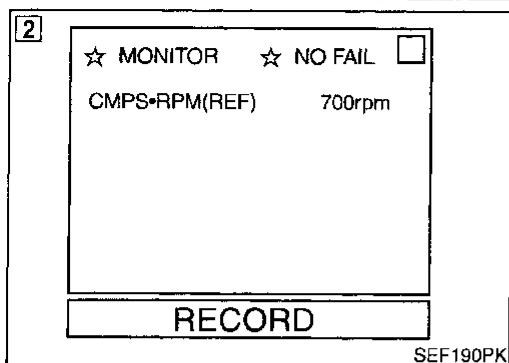 2
☆ MONITOR ☆ NO FAIL
CMPS•RPM(REF) 700rpm
RECORD
SEF190PK